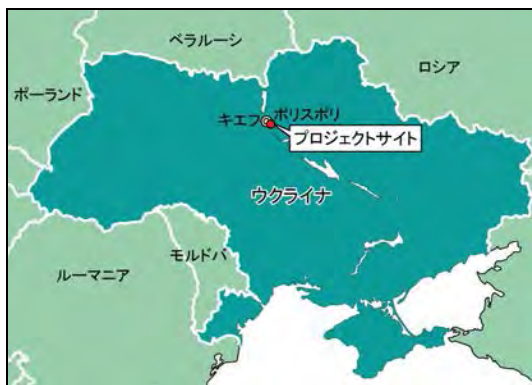 ベラルーシ
ロシア
ポーランド
キエフ
ボリスポリ
プロジェクトサイト
ウクライナ
モルドバ
ルーマニア